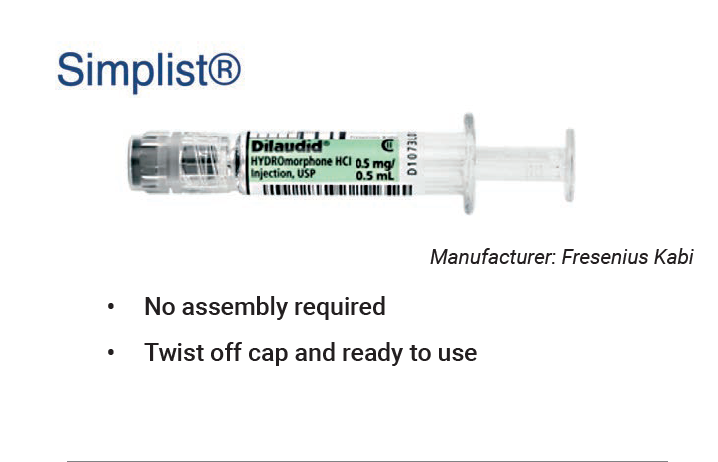 Simplist®
Dilaudid® CII
HYDROmorphone HCl 0.5 mg/
Injection, USP 0.5 mL
Manufacturer: Fresenius Kabi
• No assembly required
• Twist off cap and ready to use